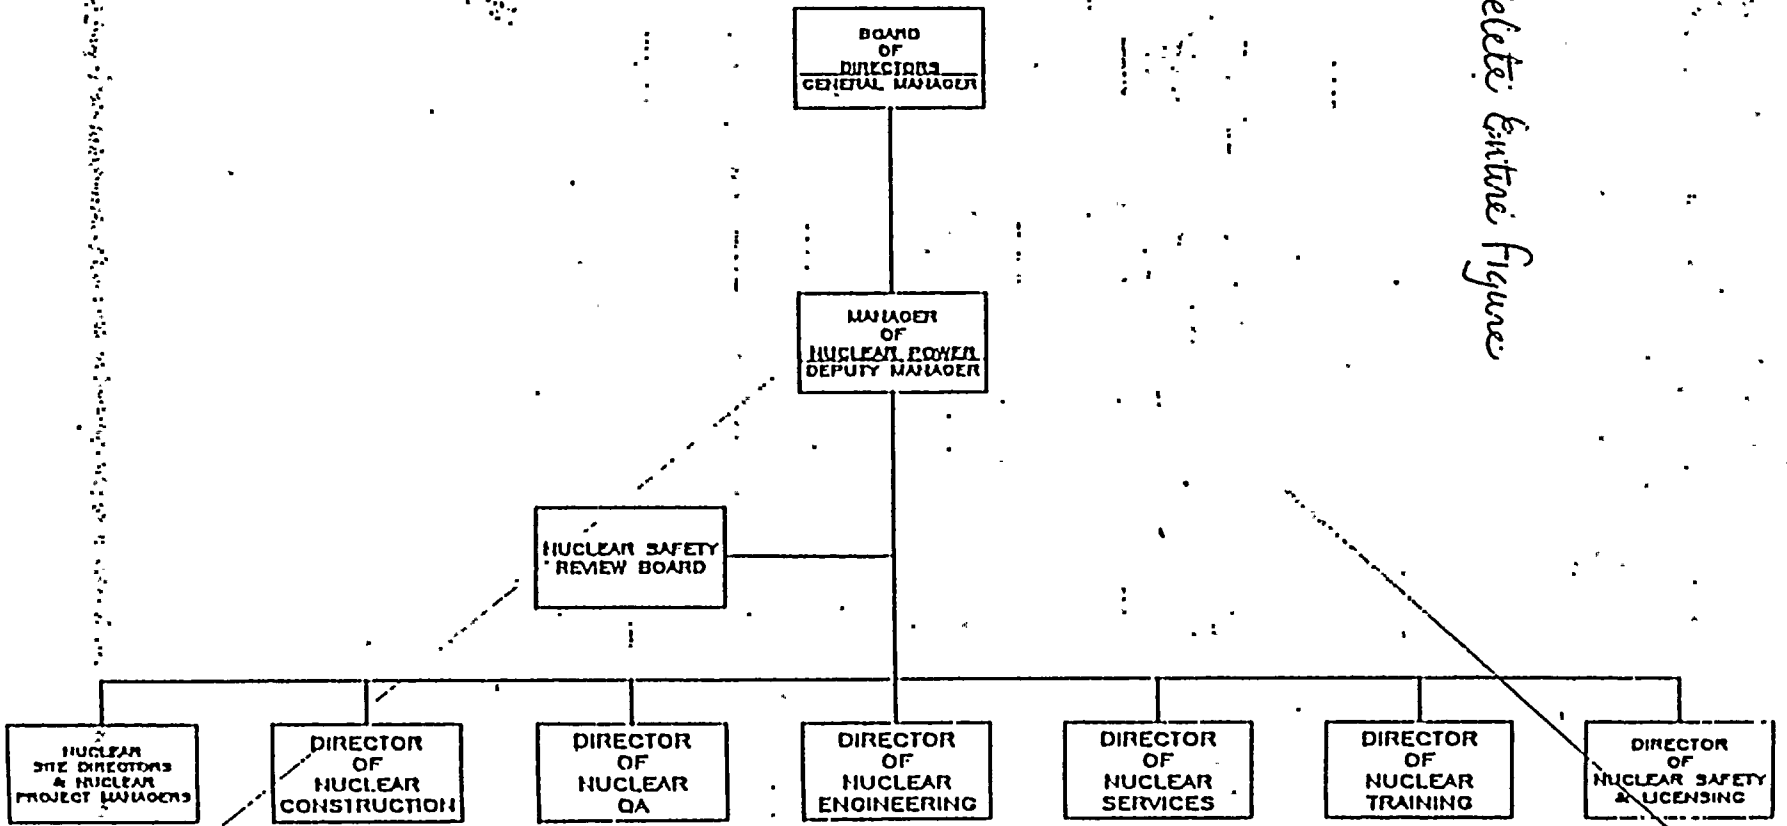 BOARD
OF
DIRECTORS
GENERAL MANAGER
Delete Entire Figure
MANAGER
OF
NUCLEAR POWER
DEPUTY MANAGER
NUCLEAR SAFETY
REVIEW BOARD
NUCLEAR
SITE DIRECTORS
& NUCLEAR
PROJECT MANAGERS
DIRECTOR
OF
NUCLEAR
CONSTRUCTION
DIRECTOR
OF
NUCLEAR
QA
DIRECTOR
OF
NUCLEAR
ENGINEERING
DIRECTOR
OF
NUCLEAR
SERVICES
DIRECTOR
OF
NUCLEAR
TRAINING
DIRECTOR
OF
NUCLEAR SAFETY
& LICENSING